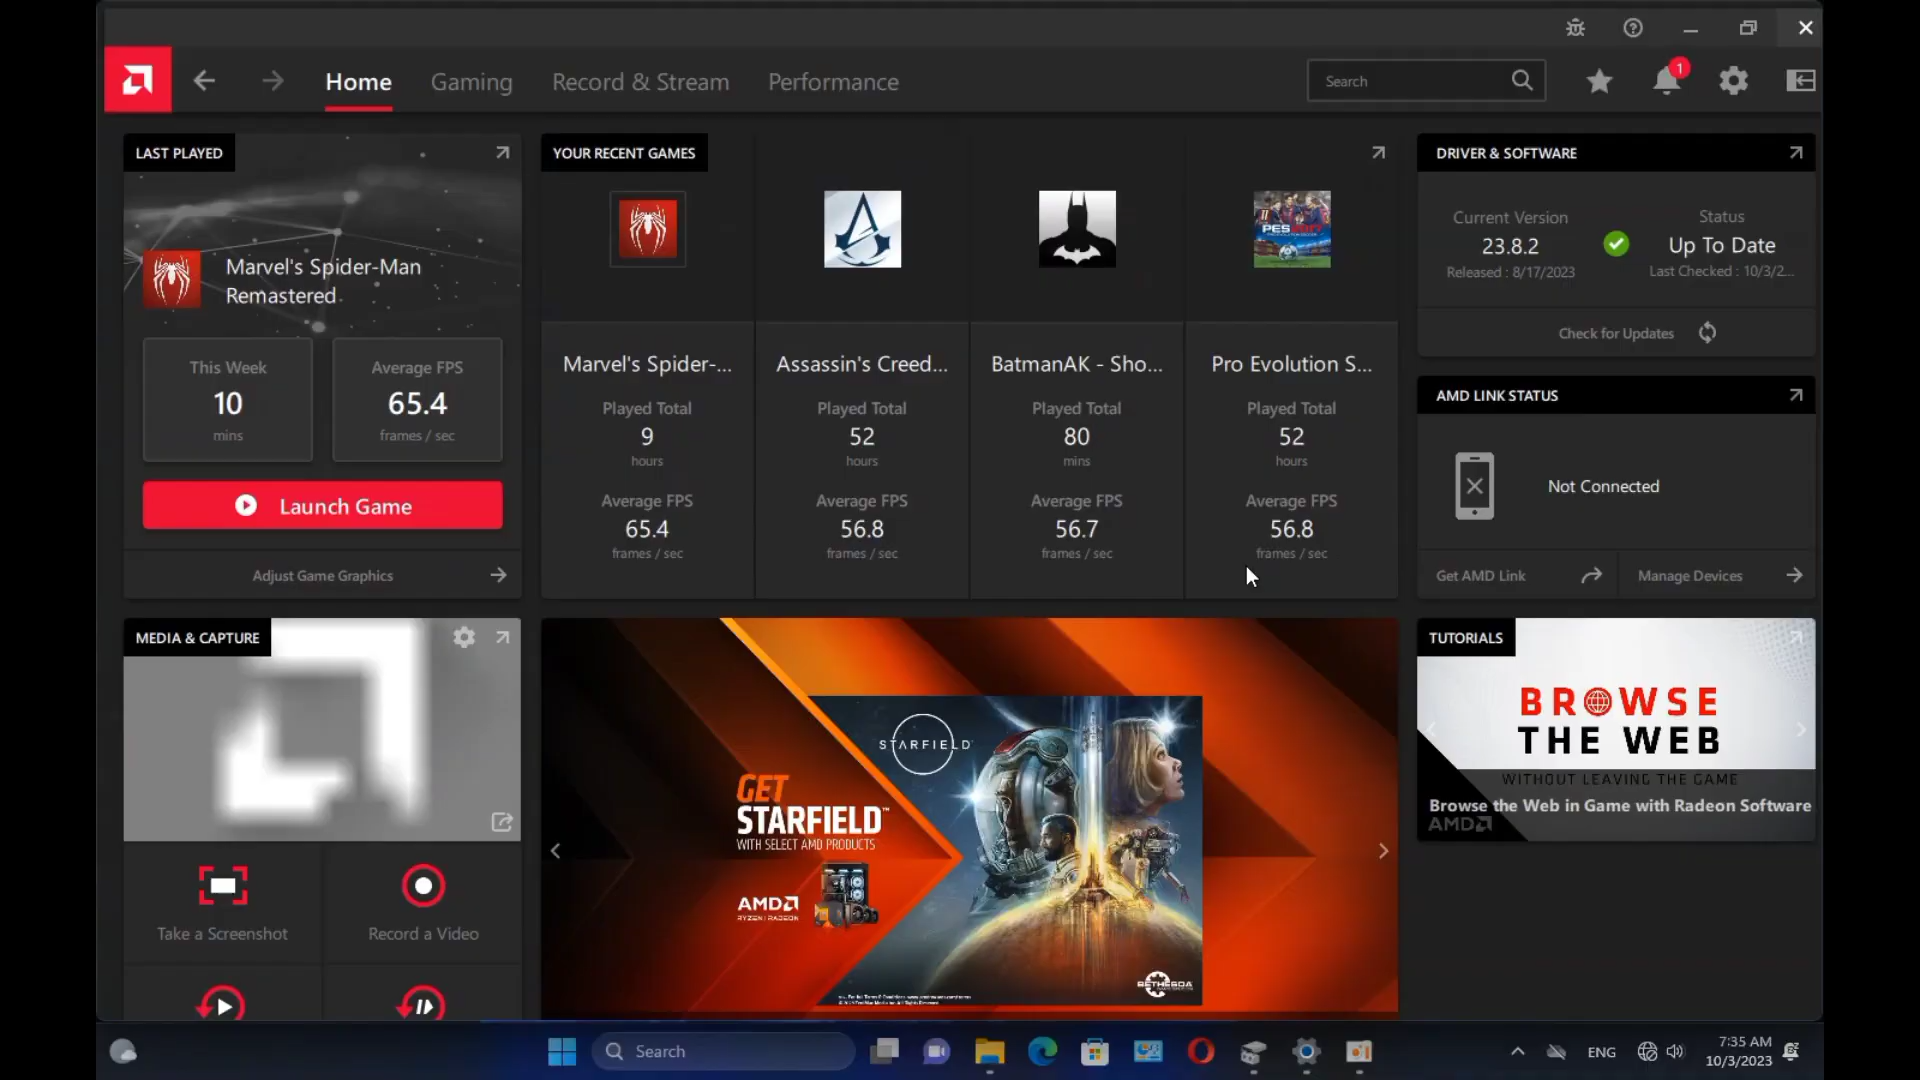 Home
Gaming
Record & Stream
Performance
Search
1
LAST PLAYED
Marvel's Spider-Man
Remastered
This Week
10
mins
Average FPS
65.4
frames / sec
Launch Game
Adjust Game Graphics
YOUR RECENT GAMES
PES 2017
Marvel's Spider-...
Played Total
9
hours
Average FPS
65.4
frames / sec
Assassin's Creed...
Played Total
52
hours
Average FPS
56.8
frames / sec
BatmanAK - Sho...
Played Total
80
mins
Average FPS
56.7
frames / sec
Pro Evolution S...
Played Total
52
hours
Average FPS
56.8
frames / sec
DRIVER & SOFTWARE
Current Version
23.8.2
Released : 8/17/2023
Status
Up To Date
Last Checked : 10/3/2...
Check for Updates
AMD LINK STATUS
Not Connected
Get AMD Link
Manage Devices
MEDIA & CAPTURE
Take a Screenshot
Record a Video
STARFIELD
GET
STARFIELD™
WITH SELECT AMD PRODUCTS
AMD
RYZEN | RADEON
BETHESDA
TUTORIALS
BROWSE
THE WEB
WITHOUT LEAVING THE GAME
Browse the Web in Game with Radeon Software
AMD
Search
ENG
7:35 AM
10/3/2023